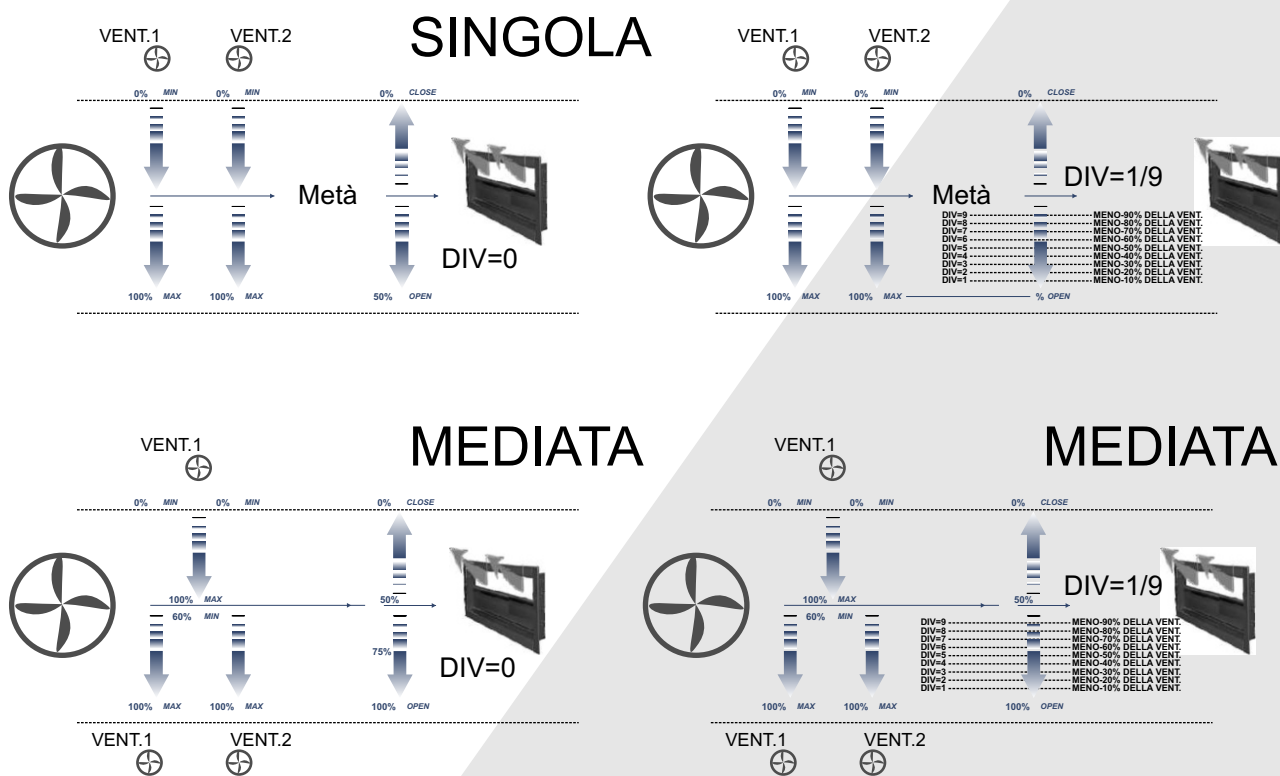 SINGOLA
VENT.1 VENT.2
0% MIN 0% MIN 0% CLOSE
Metà
DIV=0
100% MAX 100% MAX 50% OPEN
VENT.1 VENT.2
0% MIN 0% MIN 0% CLOSE
DIV=1/9
Metà
DIV=9 MENO-90% DELLA VENT.
DIV=8 MENO-80% DELLA VENT.
DIV=7 MENO-70% DELLA VENT.
DIV=6 MENO-60% DELLA VENT.
DIV=5 MENO-50% DELLA VENT.
DIV=4 MENO-40% DELLA VENT.
DIV=3 MENO-30% DELLA VENT.
DIV=2 MENO-20% DELLA VENT.
DIV=1 MENO-10% DELLA VENT.
100% MAX 100% MAX % OPEN
MEDIATA
VENT.1
0% MIN 0% MIN 0% CLOSE
100% MAX 50%
60% MIN
75%
DIV=0
100% MAX 100% MAX 100% OPEN
VENT.1 VENT.2
MEDIATA
VENT.1
0% MIN 0% MIN 0% CLOSE
DIV=1/9
100% MAX 50%
60% MIN
DIV=9 MENO-90% DELLA VENT.
DIV=8 MENO-80% DELLA VENT.
DIV=7 MENO-70% DELLA VENT.
DIV=6 MENO-60% DELLA VENT.
DIV=5 MENO-50% DELLA VENT.
DIV=4 MENO-40% DELLA VENT.
DIV=3 MENO-30% DELLA VENT.
DIV=2 MENO-20% DELLA VENT.
DIV=1 MENO-10% DELLA VENT.
100% MAX 100% MAX 100% OPEN
VENT.1 VENT.2